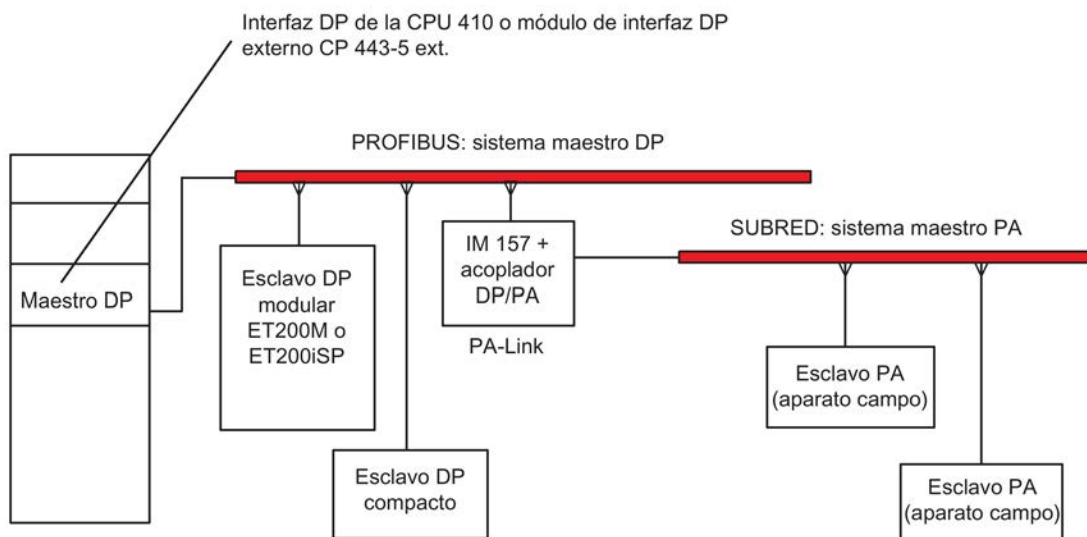 Interfaz DP de la CPU 410 o módulo de interfaz DP
externo CP 443-5 ext.
PROFIBUS: sistema maestro DP
SUBRED: sistema maestro PA
Maestro DP
Esclavo DP
modular
ET200M o
ET200iSP
IM 157 +
acoplador
DP/PA
PA-Link
Esclavo PA
(aparato campo)
Esclavo DP
compacto
Esclavo PA
(aparato campo)